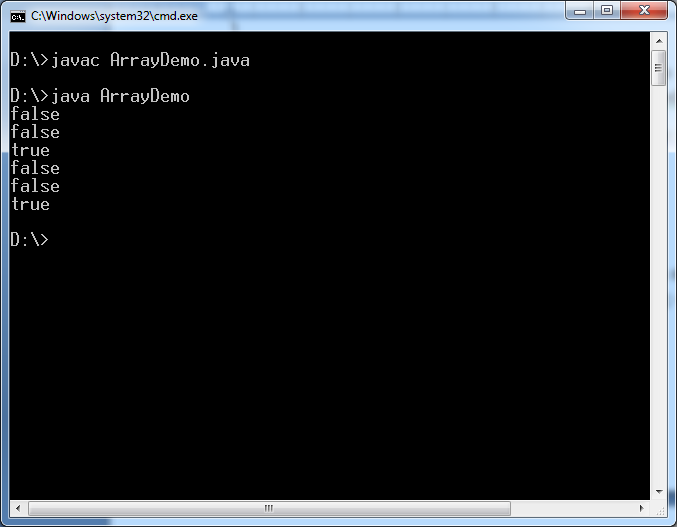 C:\Windows\system32\cmd.exe
D:\>javac ArrayDemo.java
D:\>java ArrayDemo
false
false
true
false
false
true
D:\>